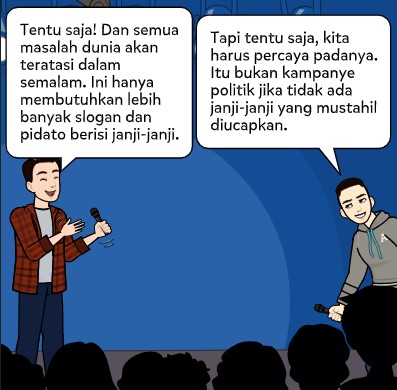 Tentu saja! Dan semua
masalah dunia akan
teratasi dalam
semalam. Ini hanya
membutuhkan lebih
banyak slogan dan
pidato berisi janji-janji.
Tapi tentu saja, kita
harus percaya padanya.
Itu bukan kampanye
politik jika tidak ada
janji-janji yang mustahil
diucapkan.